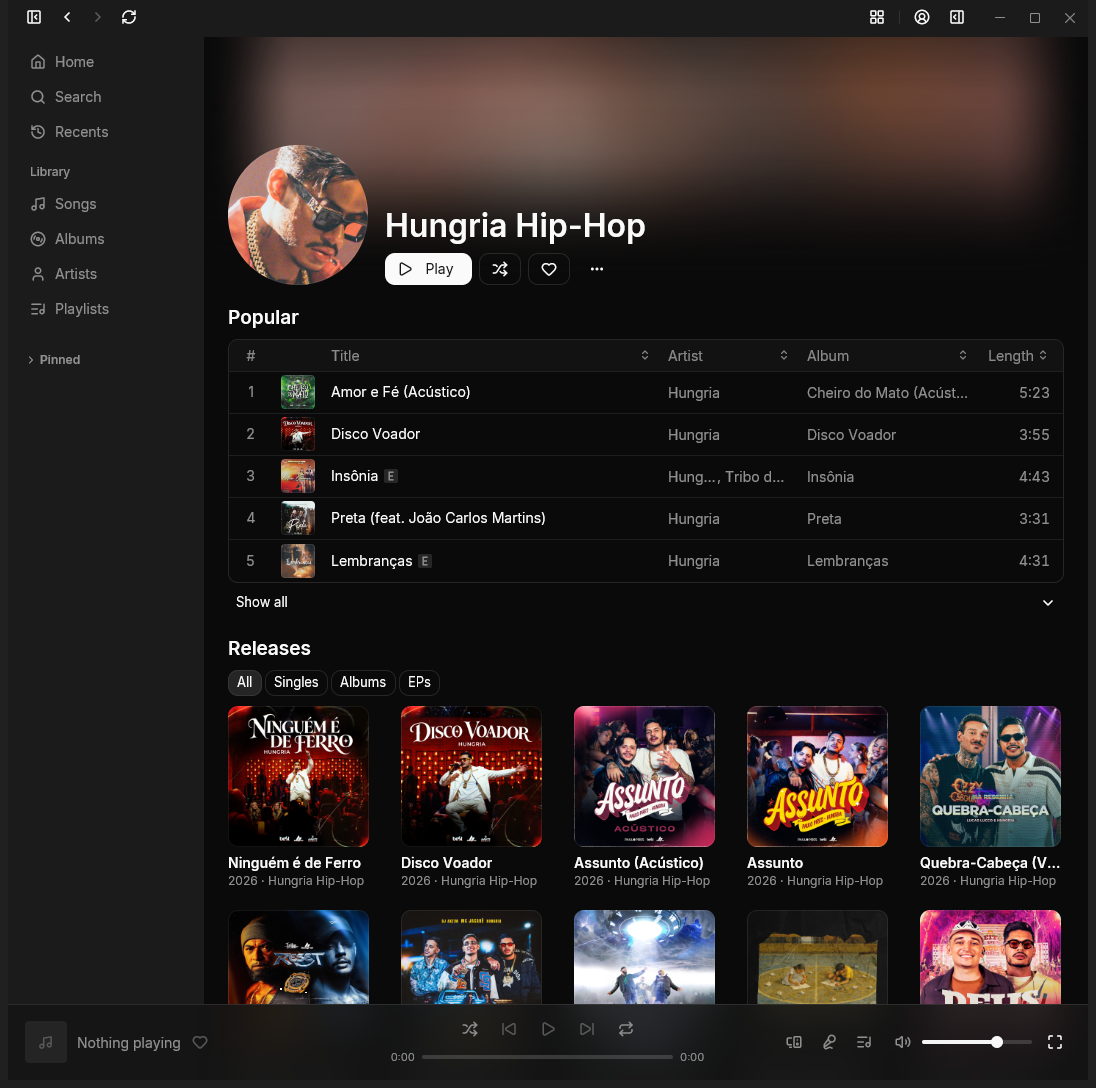 Home
Search
Recents
Library
Songs
Albums
Artists
Playlists
Pinned
Hungria Hip-Hop
Play
Popular
# Title Artist Album Length
1 Amor e Fé (Acústico) Hungria Cheiro do Mato (Acúst... 5:23
2 Disco Voador Hungria Disco Voador 3:55
3 Insônia E Hung..., Tribo d... Insônia 4:43
4 Preta (feat. João Carlos Martins) Hungria Preta 3:31
5 Lembranças E Hungria Lembranças 4:31
Show all
Releases
All Singles Albums EPs
NINGUÉM É
DE FERRO
HUNGRIA
DISCO VOADOR
HUNGRIA
ASSUNTO
ACÚSTICO
ASSUNTO
QUEBRA-CABEÇA
Ninguém é de Ferro
2026 · Hungria Hip-Hop
Disco Voador
2026 · Hungria Hip-Hop
Assunto (Acústico)
2026 · Hungria Hip-Hop
Assunto
2026 · Hungria Hip-Hop
Quebra-Cabeça (V...
2026 · Hungria Hip-Hop
RESET
DEUS
Nothing playing
0:00 0:00